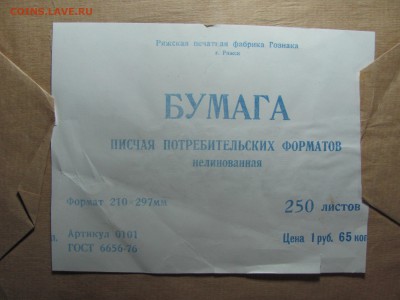 COINS.LAVE.RU
Рижская печатная фабрика Гознака
г. Рига
БУМАГА
ПИСЧАЯ ПОТРЕБИТЕЛЬСКИХ ФОРМАТОВ
нелинованная
Формат 210×297мм
250 листов
Артикул 0101
Цена 1 руб. 65 коп
ГОСТ 6656-76